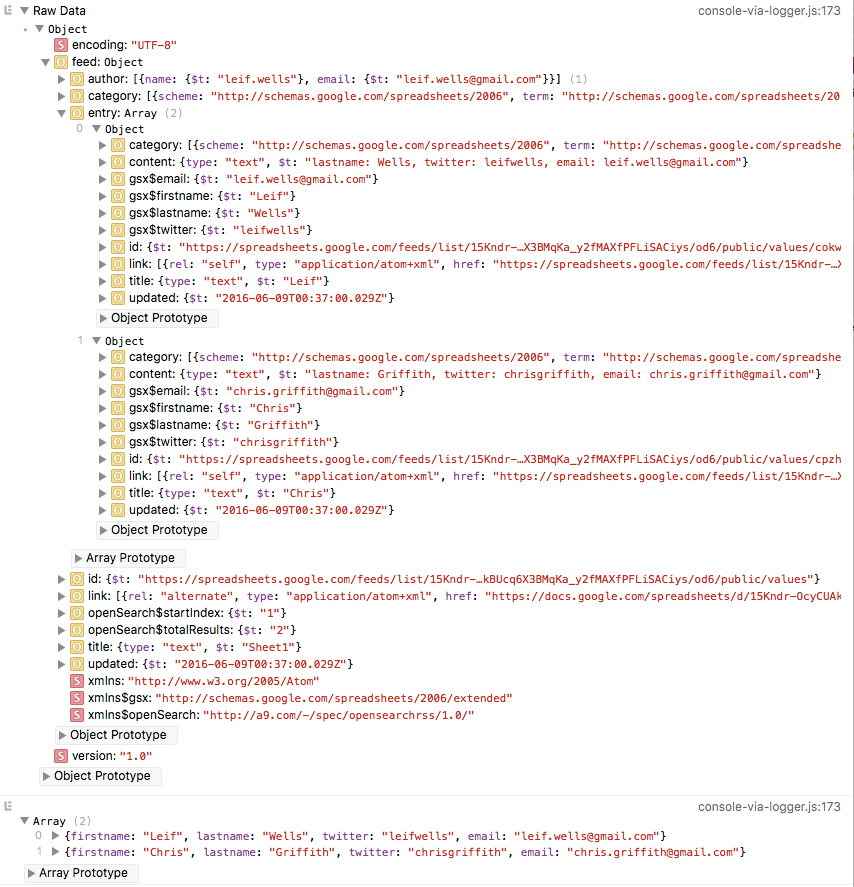 Raw Data console-via-logger.js:173
Object
S encoding: "UTF-8"
O feed: Object
O author: [{name: {$t: "leif.wells"}, email: {$t: "leif.wells@gmail.com"}}] (1)
O category: [{scheme: "http://schemas.google.com/spreadsheets/2006", term: "http://schemas.google.com/spreadsheets/20
O entry: Array (2)
0 Object
O category: [{scheme: "http://schemas.google.com/spreadsheets/2006", term: "http://schemas.google.com/spreadshe
O content: {type: "text", $t: "lastname: Wells, twitter: leifwells, email: leif.wells@gmail.com"}
O gsx$email: {$t: "leif.wells@gmail.com"}
O gsx$firstname: {$t: "Leif"}
O gsx$lastname: {$t: "Wells"}
O gsx$twitter: {$t: "leifwells"}
O id: {$t: "https://spreadsheets.google.com/feeds/list/15Kndr-…X3BMqKa_y2fMAXfPFLiSACiys/od6/public/values/cokw
O link: [{rel: "self", type: "application/atom+xml", href: "https://spreadsheets.google.com/feeds/list/15Kndr-…X
O title: {type: "text", $t: "Leif"}
O updated: {$t: "2016-06-09T00:37:00.029Z"}
Object Prototype
1 Object
O category: [{scheme: "http://schemas.google.com/spreadsheets/2006", term: "http://schemas.google.com/spreadshe
O content: {type: "text", $t: "lastname: Griffith, twitter: chrisgriffith, email: chris.griffith@gmail.com"}
O gsx$email: {$t: "chris.griffith@gmail.com"}
O gsx$firstname: {$t: "Chris"}
O gsx$lastname: {$t: "Griffith"}
O gsx$twitter: {$t: "chrisgriffith"}
O id: {$t: "https://spreadsheets.google.com/feeds/list/15Kndr-…X3BMqKa_y2fMAXfPFLiSACiys/od6/public/values/cpzh
O link: [{rel: "self", type: "application/atom+xml", href: "https://spreadsheets.google.com/feeds/list/15Kndr-…X
O title: {type: "text", $t: "Chris"}
O updated: {$t: "2016-06-09T00:37:00.029Z"}
Object Prototype
Array Prototype
O id: {$t: "https://spreadsheets.google.com/feeds/list/15Kndr-…kBUcq6X3BMqKa_y2fMAXfPFLiSACiys/od6/public/values"}
O link: [{rel: "alternate", type: "application/atom+xml", href: "https://docs.google.com/spreadsheets/d/15Kndr-OcyCUAk
O openSearch$startIndex: {$t: "1"}
O openSearch$totalResults: {$t: "2"}
O title: {type: "text", $t: "Sheet1"}
O updated: {$t: "2016-06-09T00:37:00.029Z"}
S xmlns: "http://www.w3.org/2005/Atom"
S xmlns$gsx: "http://schemas.google.com/spreadsheets/2006/extended"
S xmlns$openSearch: "http://a9.com/-/spec/opensearchrss/1.0/"
Object Prototype
S version: "1.0"
Object Prototype
console-via-logger.js:173
Array (2)
0 {firstname: "Leif", lastname: "Wells", twitter: "leifwells", email: "leif.wells@gmail.com"}
1 {firstname: "Chris", lastname: "Griffith", twitter: "chrisgriffith", email: "chris.griffith@gmail.com"}
Array Prototype